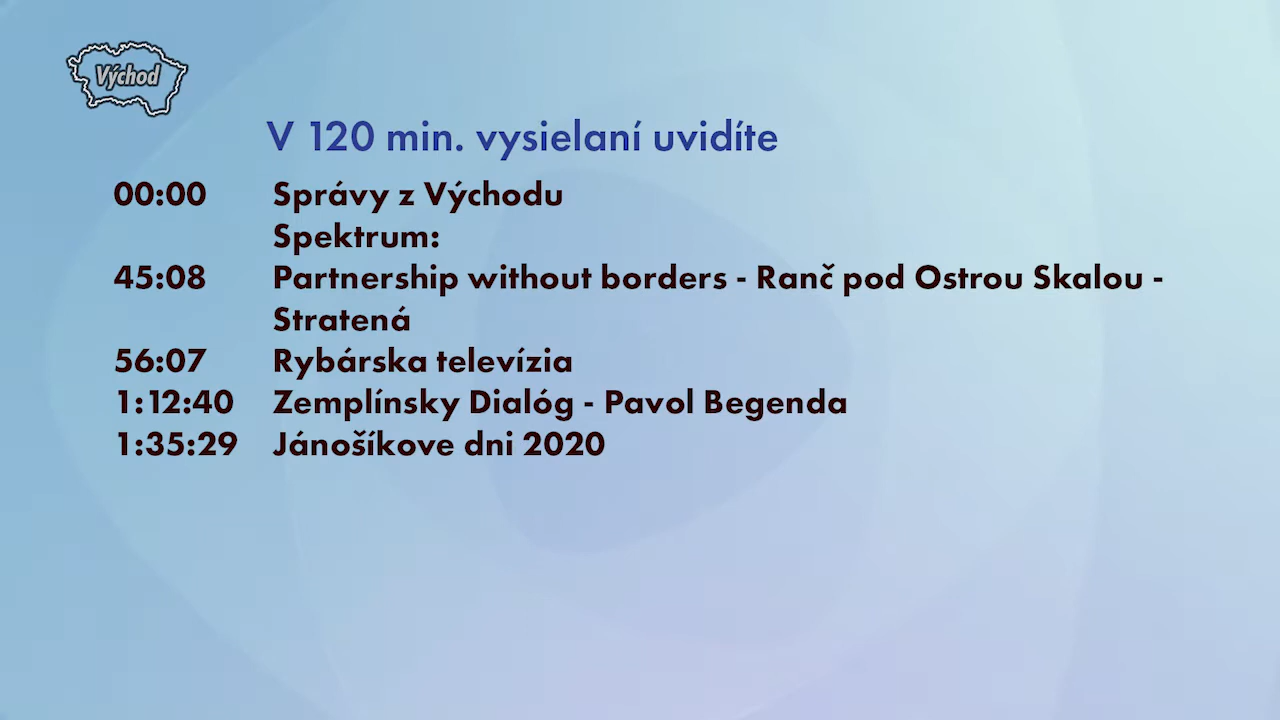 Východ
V 120 min. vysielaní uvidíte
00:00 Správy z Východu
Spektrum:
45:08 Partnership without borders - Ranč pod Ostrou Skalou -
Stratená
56:07 Rybárska televízia
1:12:40 Zemplínsky Dialóg - Pavol Begenda
1:35:29 Jánošíkove dni 2020